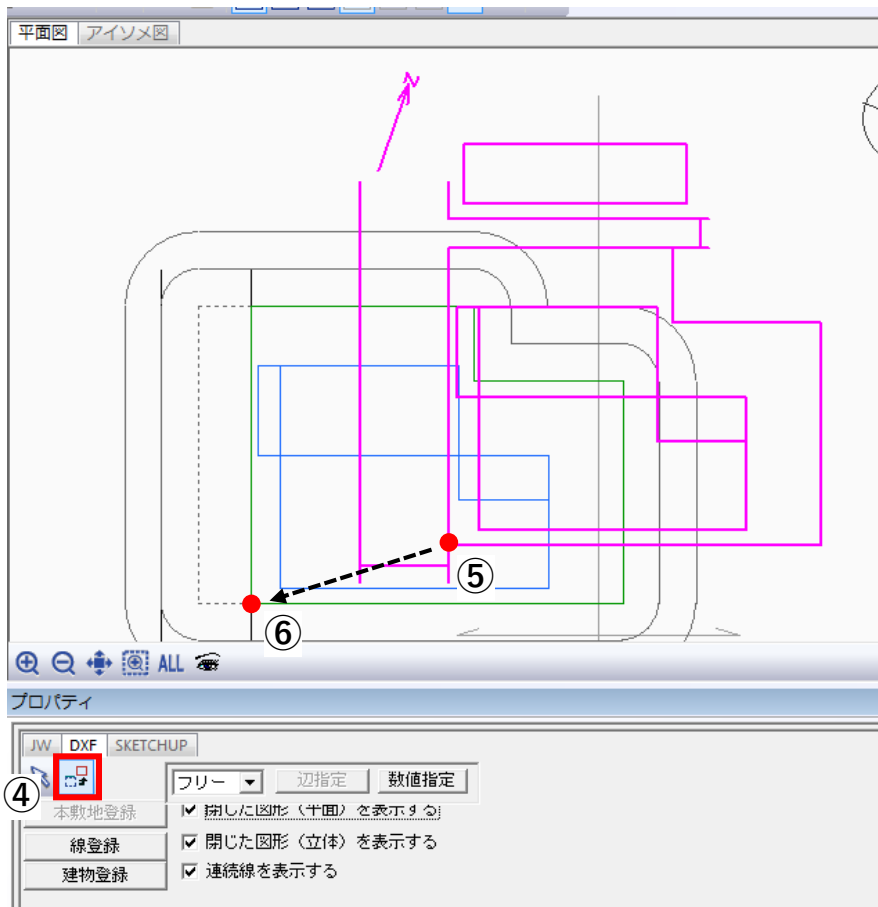 平面図 アイソメ図
N
⑤
⑥
ALL
プロパティ
JW DXF SKETCHUP
④
フリー 辺指定 数値指定
本敷地登録 閉じた図形（平面）を表示する
線登録 閉じた図形（立体）を表示する
建物登録 連続線を表示する